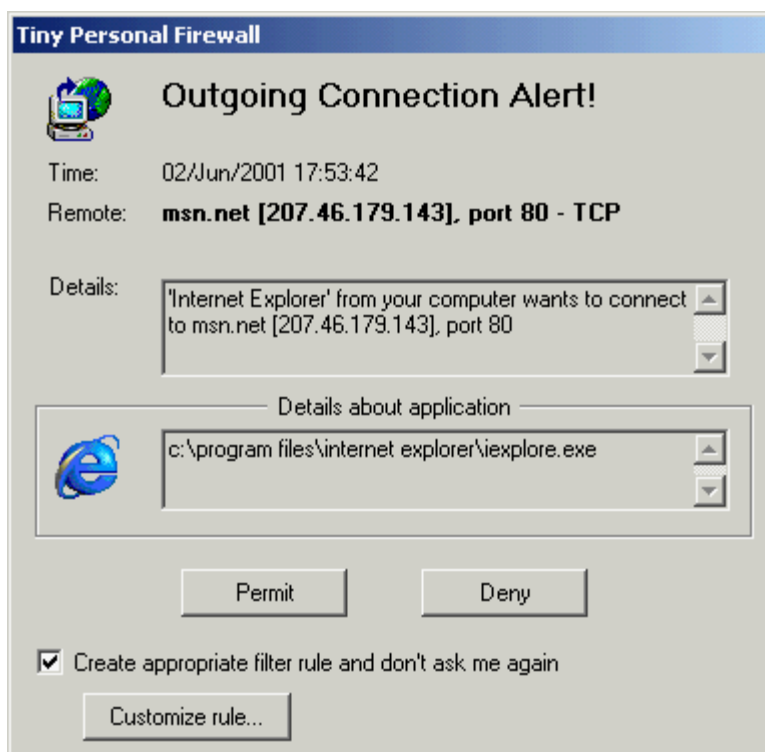 Tiny Personal Firewall
Outgoing Connection Alert!
Time: 02/Jun/2001 17:53:42
Remote: msn.net [207.46.179.143], port 80 - TCP
Details: 'Internet Explorer' from your computer wants to connect
to msn.net [207.46.179.143], port 80
Details about application
c:\program files\internet explorer\iexplore.exe
Permit Deny
Create appropriate filter rule and don't ask me again
Customize rule...